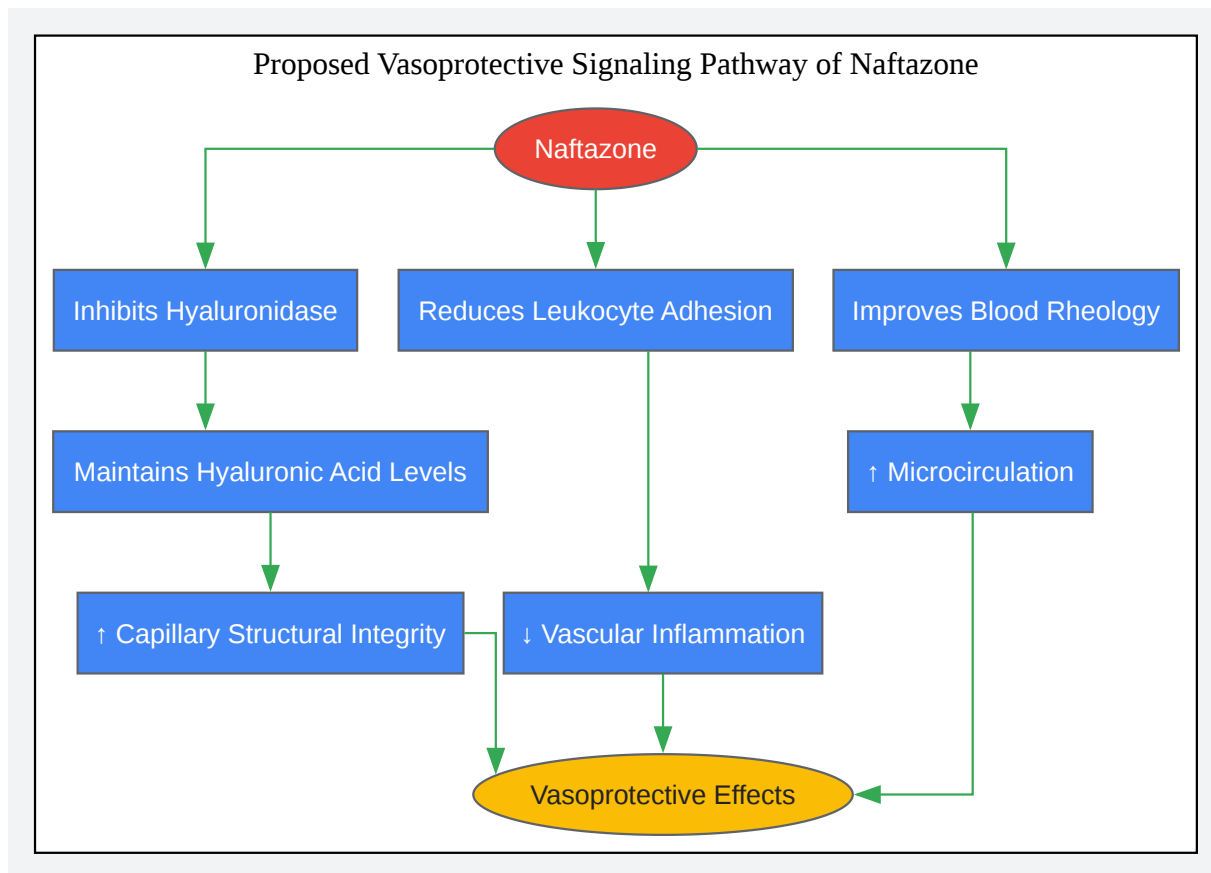 Proposed Vasoprotective Signaling Pathway of Naftazone
Naftazone
Inhibits Hyaluronidase
Reduces Leukocyte Adhesion
Improves Blood Rheology
Maintains Hyaluronic Acid Levels
↑ Microcirculation
↑ Capillary Structural Integrity
↓ Vascular Inflammation
Vasoprotective Effects